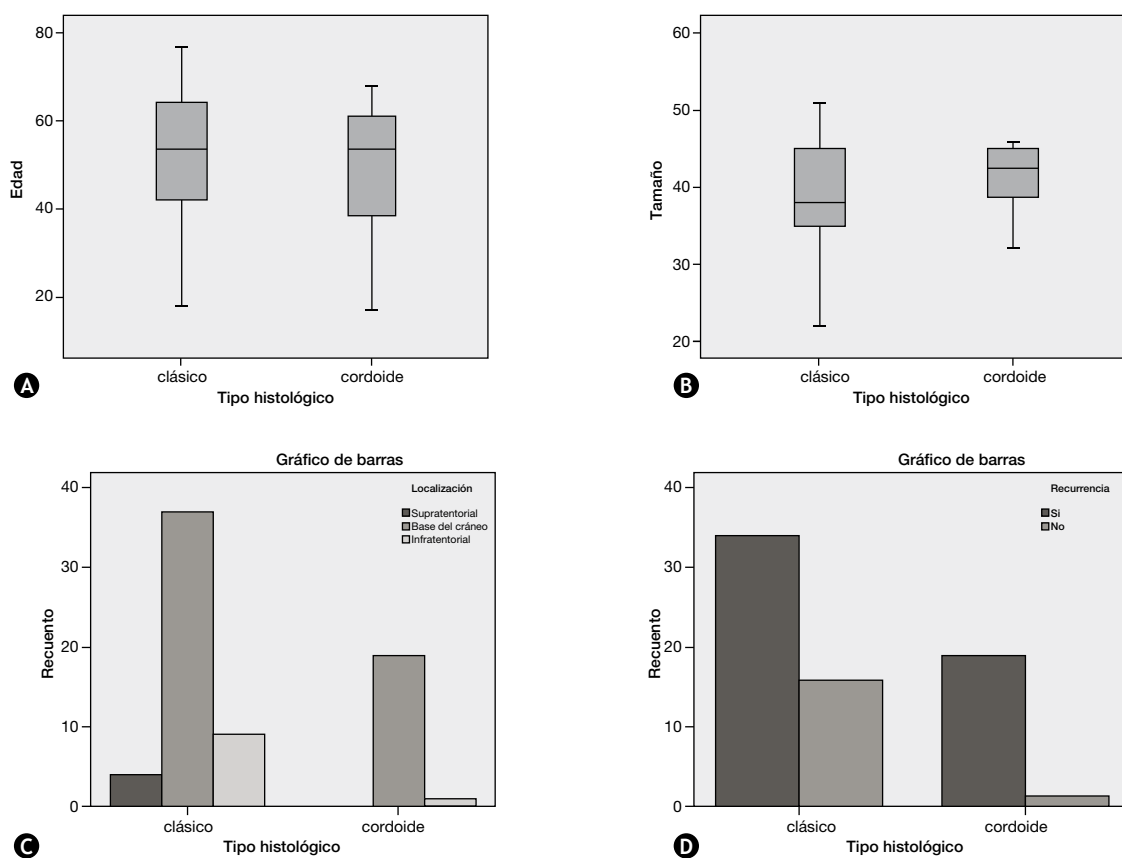 80
60
40
20
Edad
clásico
cordoide
Tipo histológico
A
60
50
40
30
20
Tamaño
clásico
cordoide
Tipo histológico
B
Gráfico de barras
40
30
20
10
0
Recuento
Localización
Supratentorial
Base del cráneo
Infratentorial
clásico
cordoide
Tipo histológico
C
Gráfico de barras
40
30
20
10
0
Recuento
Recurrencia
Si
No
clásico
cordoide
Tipo histológico
D